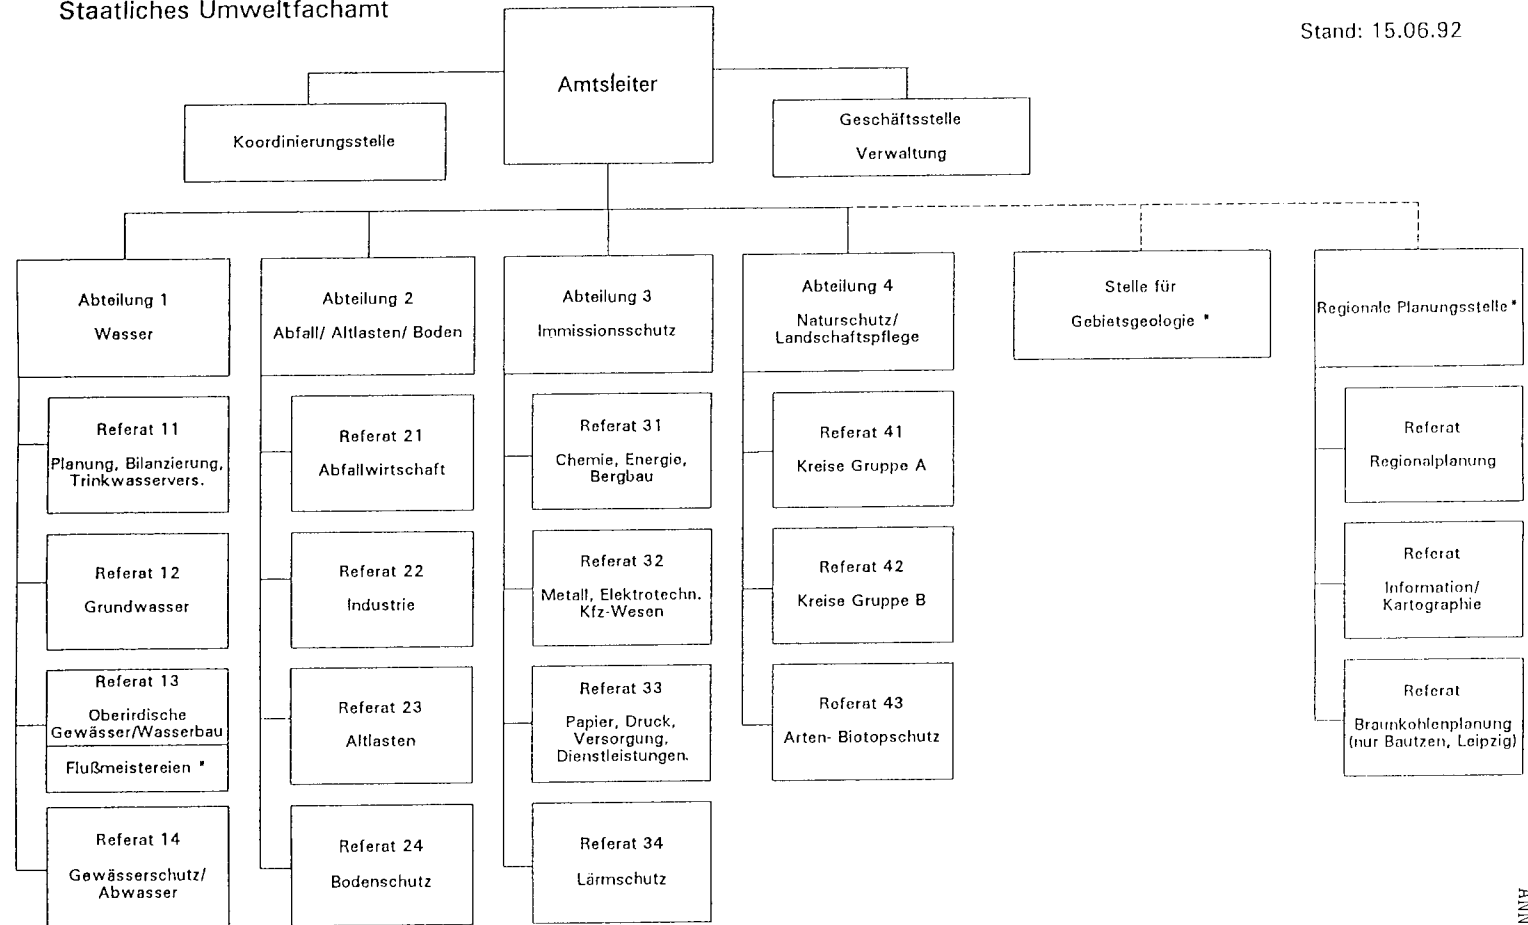 Staatliches Umweltfachamt
Stand: 15.06.92
Amtsleiter
Koordinierungsstelle
Geschäftsstelle
Verwaltung
Abteilung 1
Wasser
Abteilung 2
Abfall/ Altlasten/ Boden
Abteilung 3
Immissionsschutz
Abteilung 4
Naturschutz/
Landschaftspflege
Stelle für
Gebietsgeologie *
Regionale Planungsstelle *
Referat 11
Planung, Bilanzierung,
Trinkwasservers.
Referat 12
Grundwasser
Referat 13
Oberirdische
Gewässer/Wasserbau
Flußmeistereien *
Referat 14
Gewässerschutz/
Abwasser
Referat 21
Abfallwirtschaft
Referat 22
Industrie
Referat 23
Altlasten
Referat 24
Bodenschutz
Referat 31
Chemie, Energie,
Bergbau
Referat 32
Metall, Elektrotechn.
Kfz-Wesen
Referat 33
Papier, Druck,
Versorgung,
Dienstleistungen.
Referat 34
Lärmschutz
Referat 41
Kreise Gruppe A
Referat 42
Kreise Gruppe B
Referat 43
Arten- Biotopschutz
Referat
Regionalplanung
Referat
Information/
Kartographie
Referat
Braunkohlenplanung
(nur Bautzen, Leipzig)
ANN